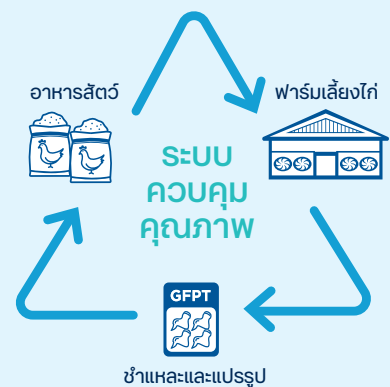 อาหารสัตว์
ฟาร์มเลี้ยงไก่
ระบบ
ควบคุม
คุณภาพ
GFPT
ชำแหละและแปรรูป